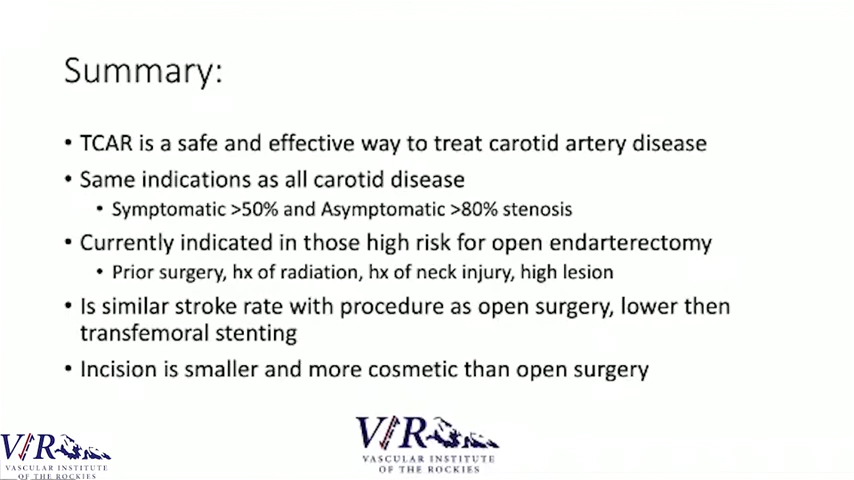 Summary:
• TCAR is a safe and effective way to treat carotid artery disease
• Same indications as all carotid disease
• Symptomatic >50% and Asymptomatic >80% stenosis
• Currently indicated in those high risk for open endarterectomy
• Prior surgery, hx of radiation, hx of neck injury, high lesion
• Is similar stroke rate with procedure as open surgery, lower then
transfemoral stenting
• Incision is smaller and more cosmetic than open surgery
VIR
VASCULAR INSTITUTE
OF THE ROCKIES
VIR
VASCULAR INSTITUTE
OF THE ROCKIES